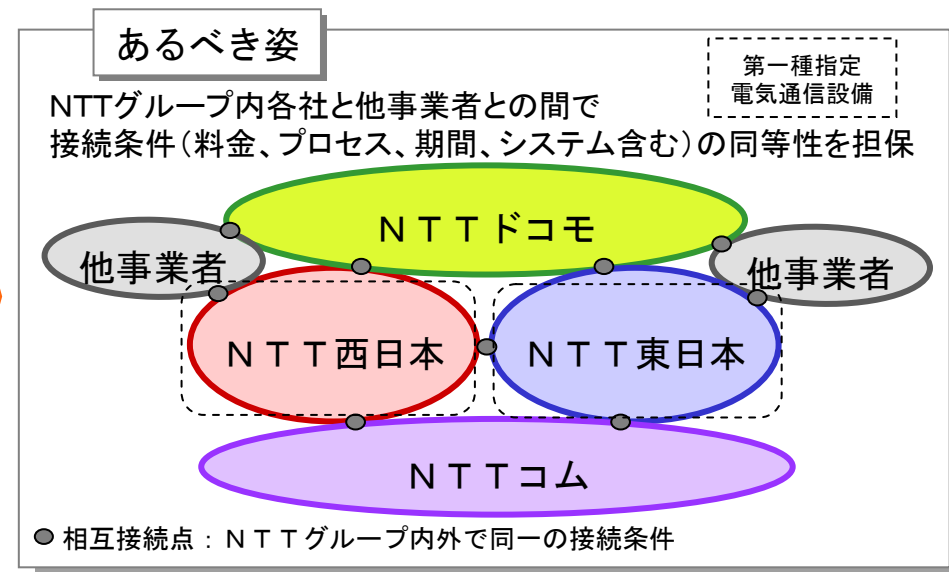 あるべき姿
第一種指定
電気通信設備
NTTグループ内各社と他事業者との間で
接続条件(料金、プロセス、期間、システム含む)の同等性を担保
NTTドコモ
他事業者
他事業者
NTT西日本
NTT東日本
NTTコム
相互接続点：NTTグループ内外で同一の接続条件